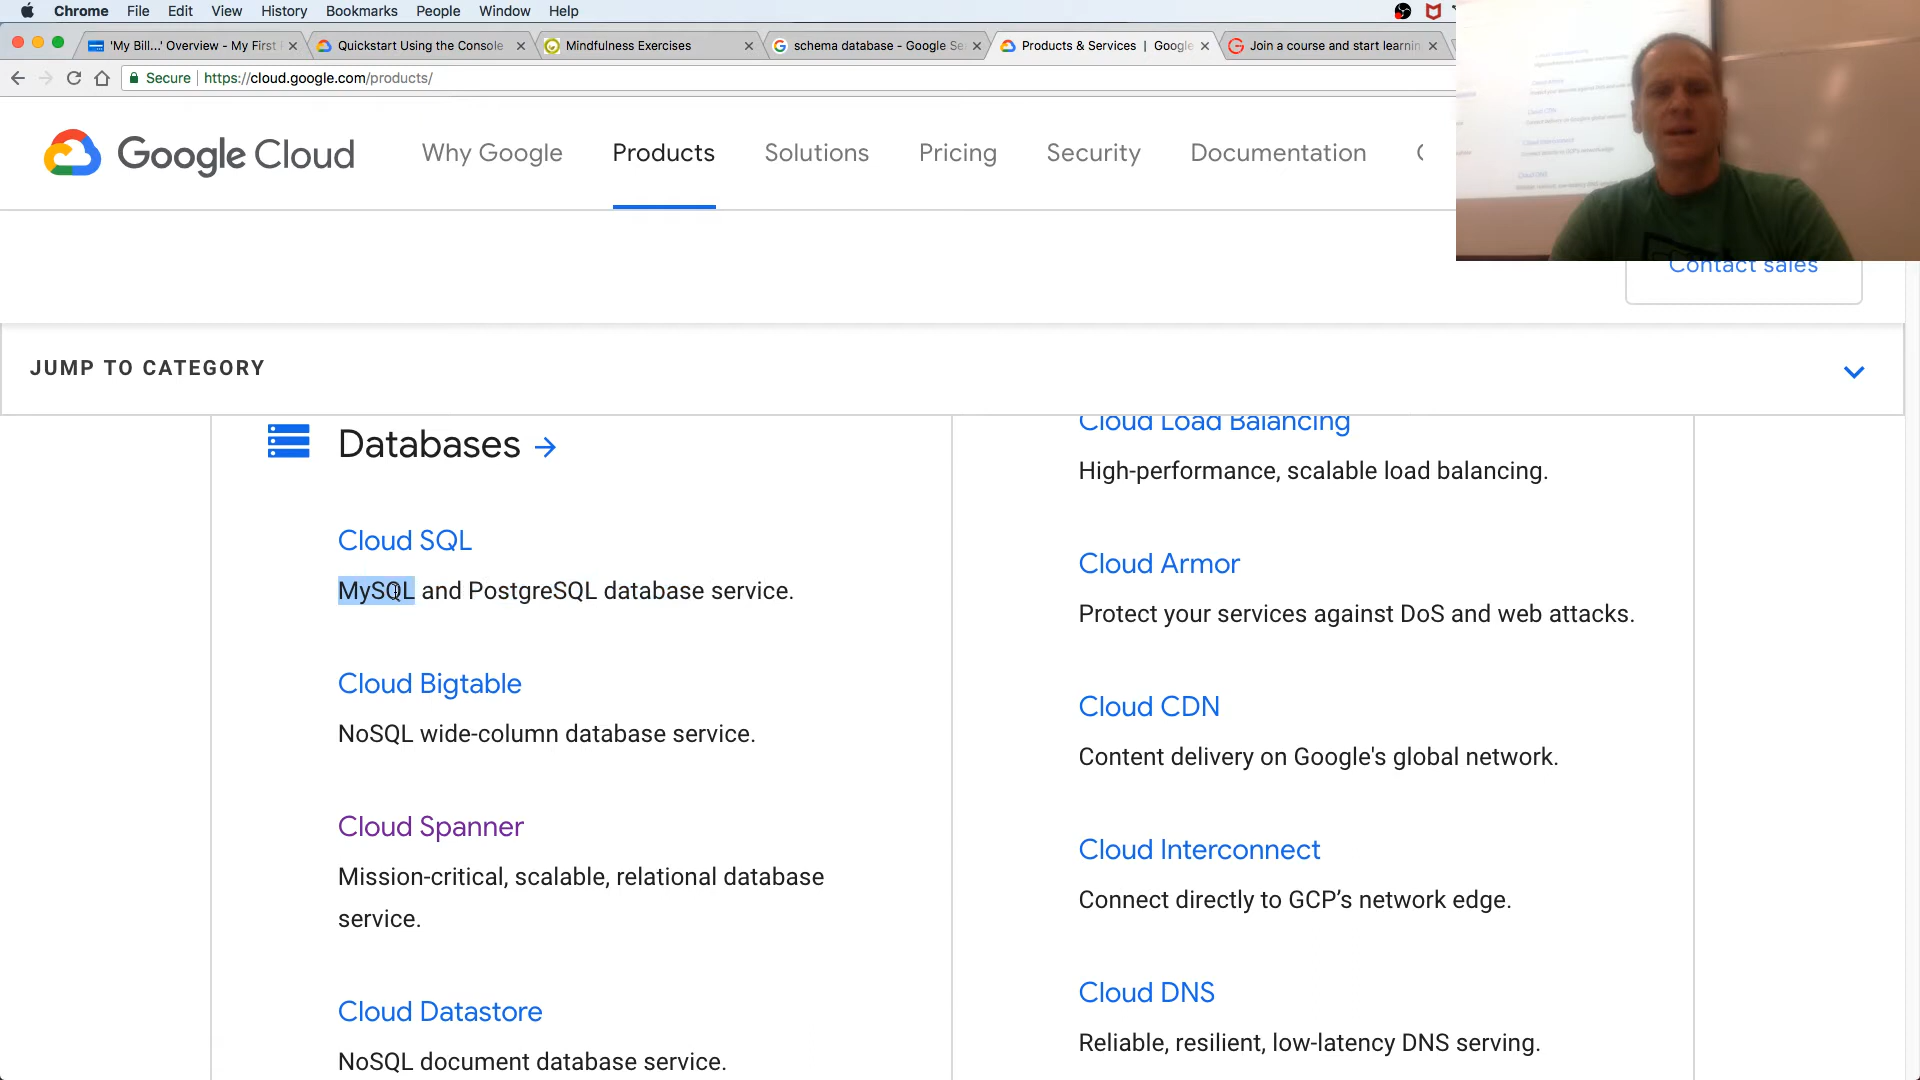 Chrome File Edit View History Bookmarks People Window Help
'My Bill...' Overview - My First
Quickstart Using the Console
Mindfulness Exercises
schema database - Google Se
Products & Services | Google
Join a course and start learnin
Secure https://cloud.google.com/products/
Google Cloud Why Google Products Solutions Pricing Security Documentation
Contact sales
JUMP TO CATEGORY
Databases →
Cloud SQL
MySQL and PostgreSQL database service.
Cloud Bigtable
NoSQL wide-column database service.
Cloud Spanner
Mission-critical, scalable, relational database
service.
Cloud Datastore
NoSQL document database service.
Cloud Load Balancing
High-performance, scalable load balancing.
Cloud Armor
Protect your services against DoS and web attacks.
Cloud CDN
Content delivery on Google's global network.
Cloud Interconnect
Connect directly to GCP’s network edge.
Cloud DNS
Reliable, resilient, low-latency DNS serving.